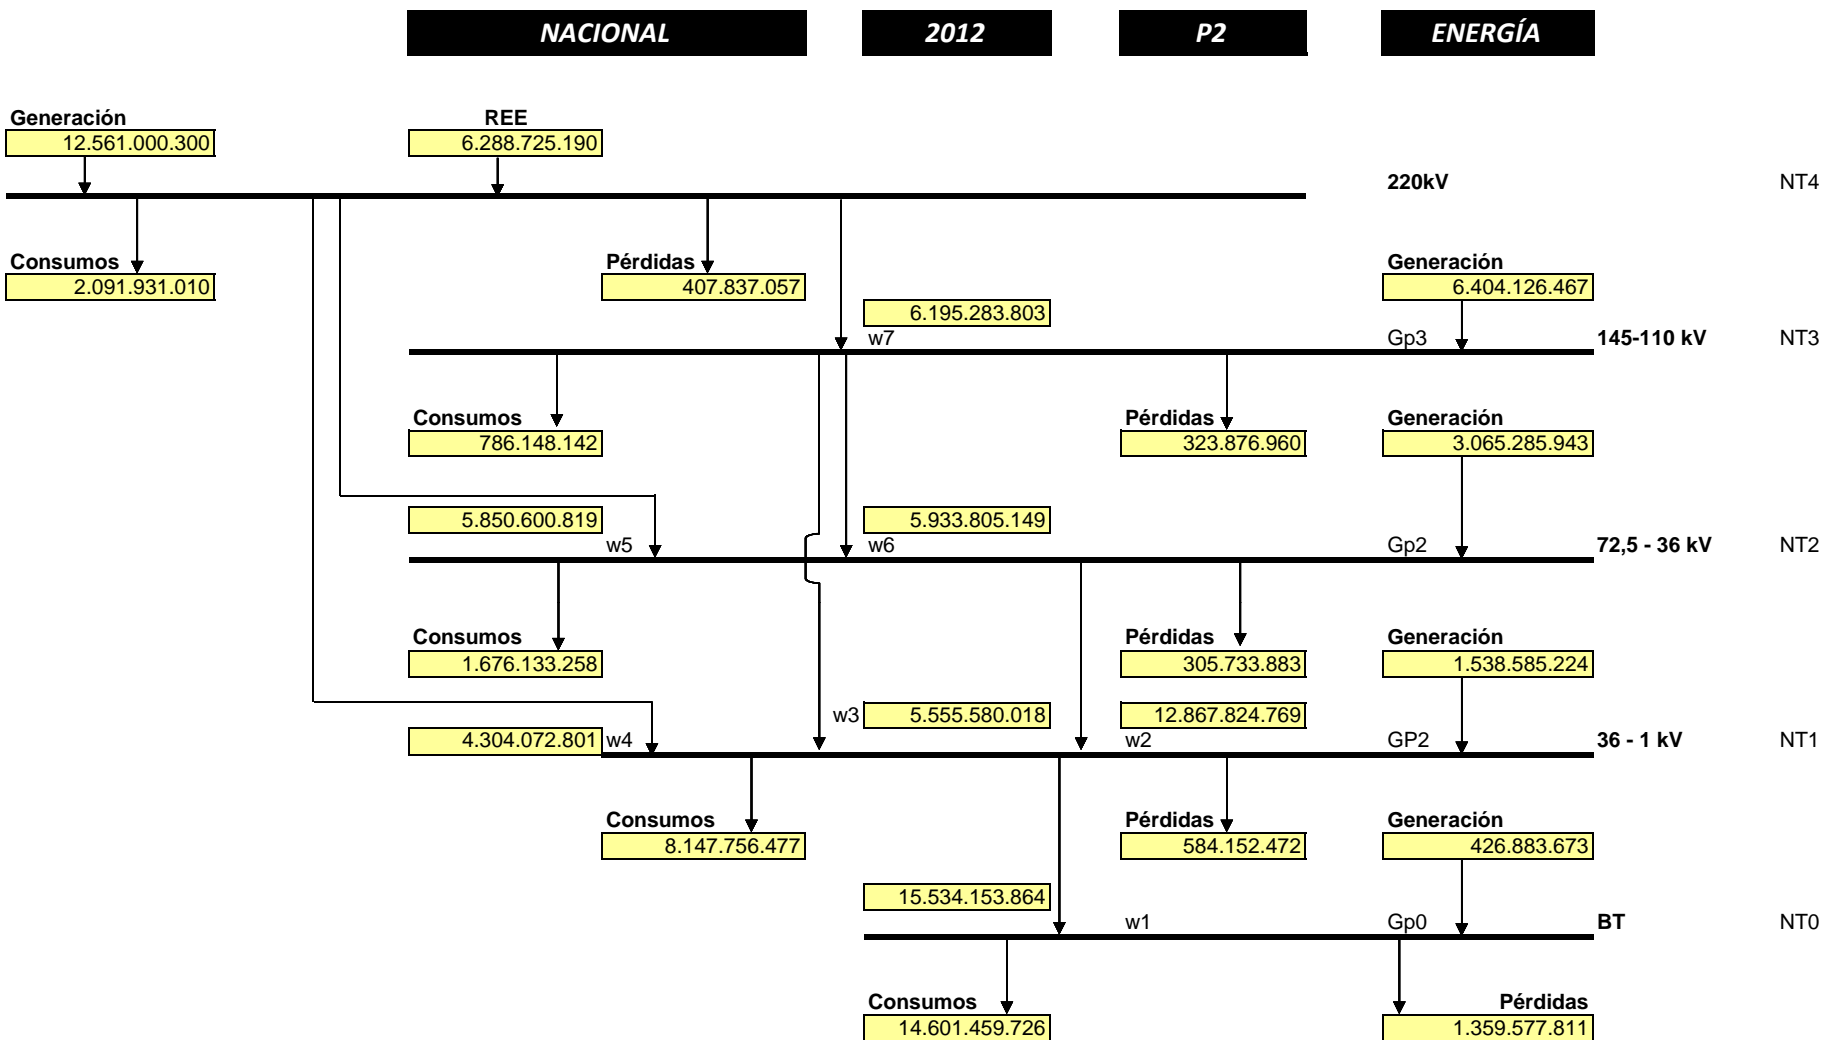 NACIONAL 2012 P2 ENERGÍA
Generación REE
12.561.000.300 6.288.725.190
220kV NT4
Consumos Pérdidas Generación
2.091.931.010 407.837.057 6.404.126.467
6.195.283.803
w7 Gp3 145-110 kV NT3
Consumos Pérdidas Generación
786.148.142 323.876.960 3.065.285.943
5.850.600.819 5.933.805.149
w5 w6 Gp2 72,5 - 36 kV NT2
Consumos Pérdidas Generación
1.676.133.258 305.733.883 1.538.585.224
w3 5.555.580.018 12.867.824.769
4.304.072.801 w4 w2 GP2 36 - 1 kV NT1
Consumos Pérdidas Generación
8.147.756.477 584.152.472 426.883.673
15.534.153.864
w1 Gp0 BT NT0
Consumos Pérdidas
14.601.459.726 1.359.577.811